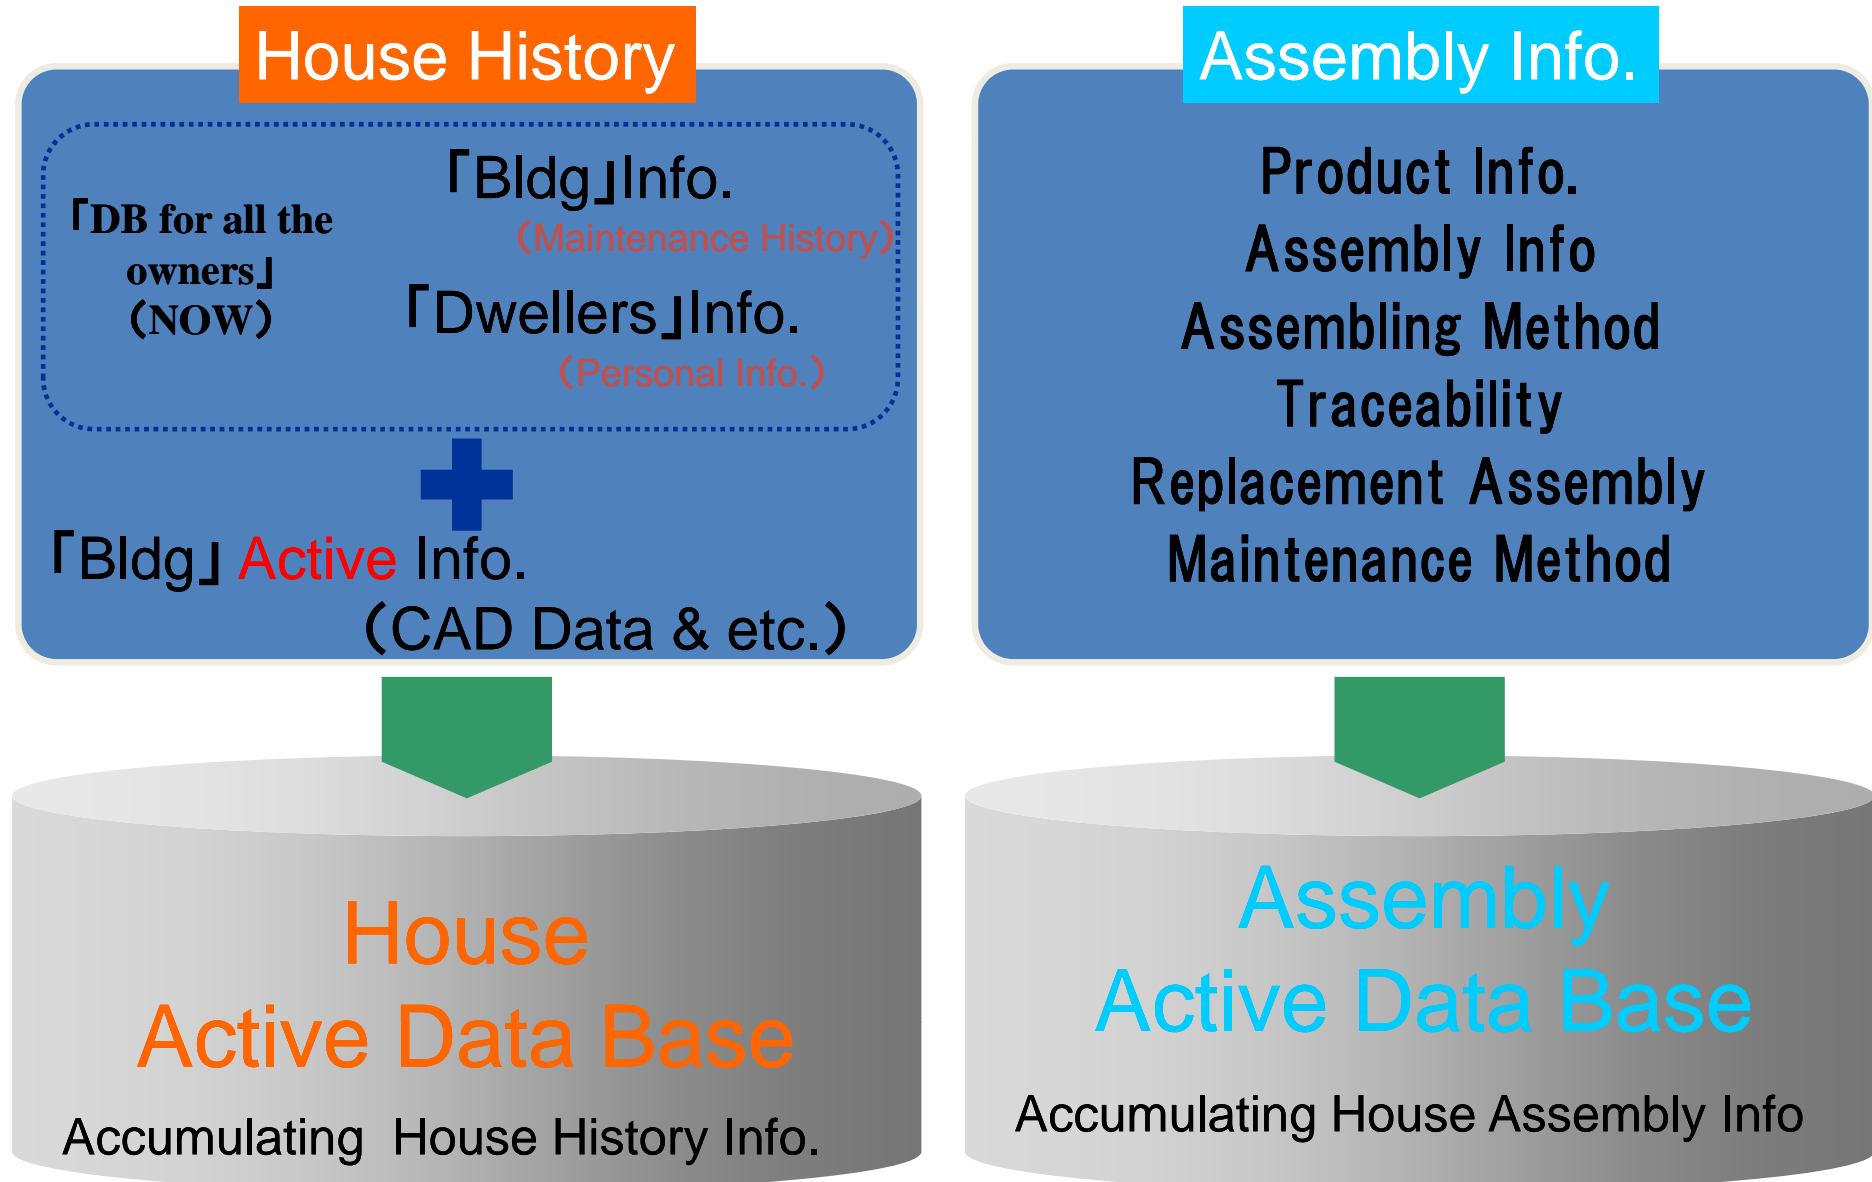 House History
「DB for all the
owners」
（NOW）
「Bldg」Info.
（Maintenance History）
「Dwellers」Info.
（Personal Info.）
「Bldg」 Active Info.
（CAD Data & etc.）
House
Active Data Base
Accumulating House History Info.
Assembly Info.
Product Info.
Assembly Info
Assembling Method
Traceability
Replacement Assembly
Maintenance Method
Assembly
Active Data Base
Accumulating House Assembly Info